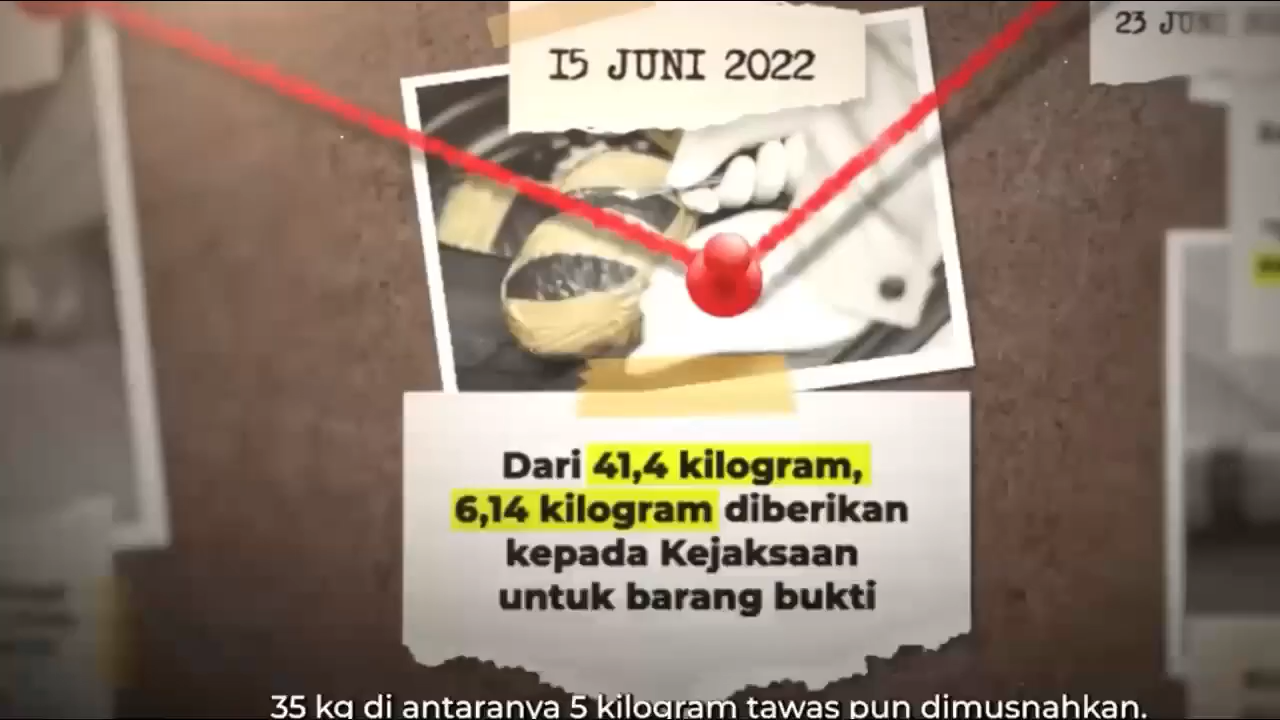 15 JUNI 2022
23 JUNI
Dari 41,4 kilogram,
6,14 kilogram diberikan
kepada Kejaksaan
untuk barang bukti
35 kg di antaranya 5 kilogram tawas pun dimusnahkan.